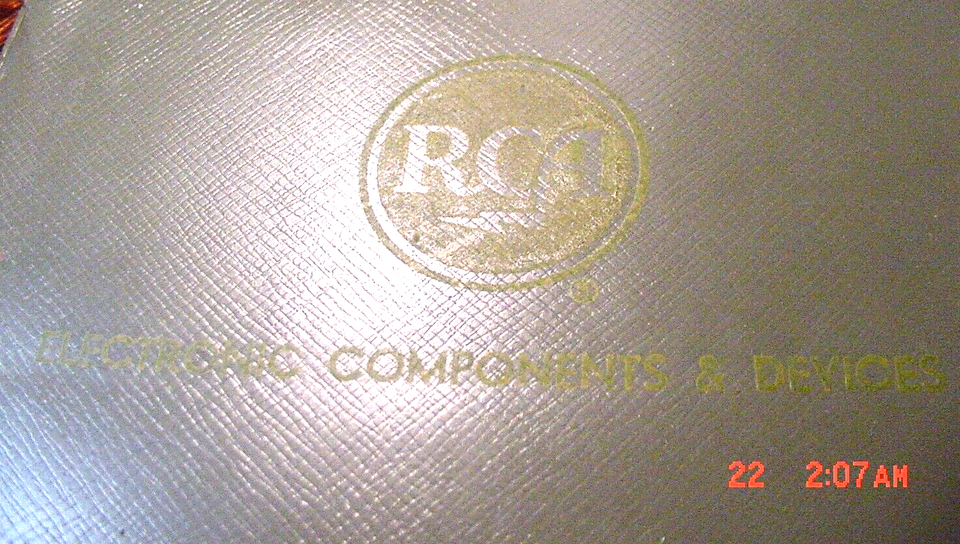 RCA
®
ELECTRONIC COMPONENTS & DEVICES
22 2:07AM